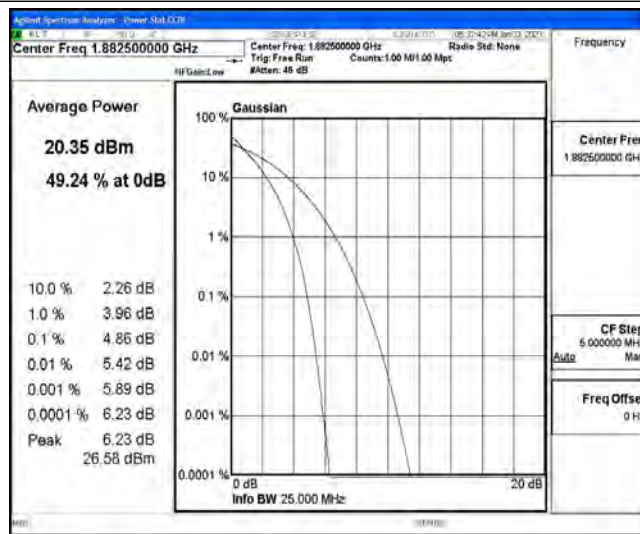 Agilent Spectrum Analyzer - Power Stat CCDF
Center Freq 1.882500000 GHz
Center Freq: 1.882500000 GHz
Radio Std: None
Trig: Free Run
Counts:1.00 M/1.00 Mpt
#IFGain:Low
#Atten: 46 dB
Frequency
Average Power
20.35 dBm
49.24 % at 0dB
10.0 % 2.26 dB
1.0 % 3.96 dB
0.1 % 4.86 dB
0.01 % 5.42 dB
0.001 % 5.89 dB
0.0001 % 6.23 dB
Peak 6.23 dB
26.58 dBm
Gaussian
100 %
10 %
1 %
0.1 %
0.01 %
0.001 %
0.0001 %
0 dB
20 dB
Info BW 25.000 MHz
Center Fre
1.882500000 GH
CF Step
5.000000 MH
Auto Ma
Freq Offse
0 H
MSG
STATUS